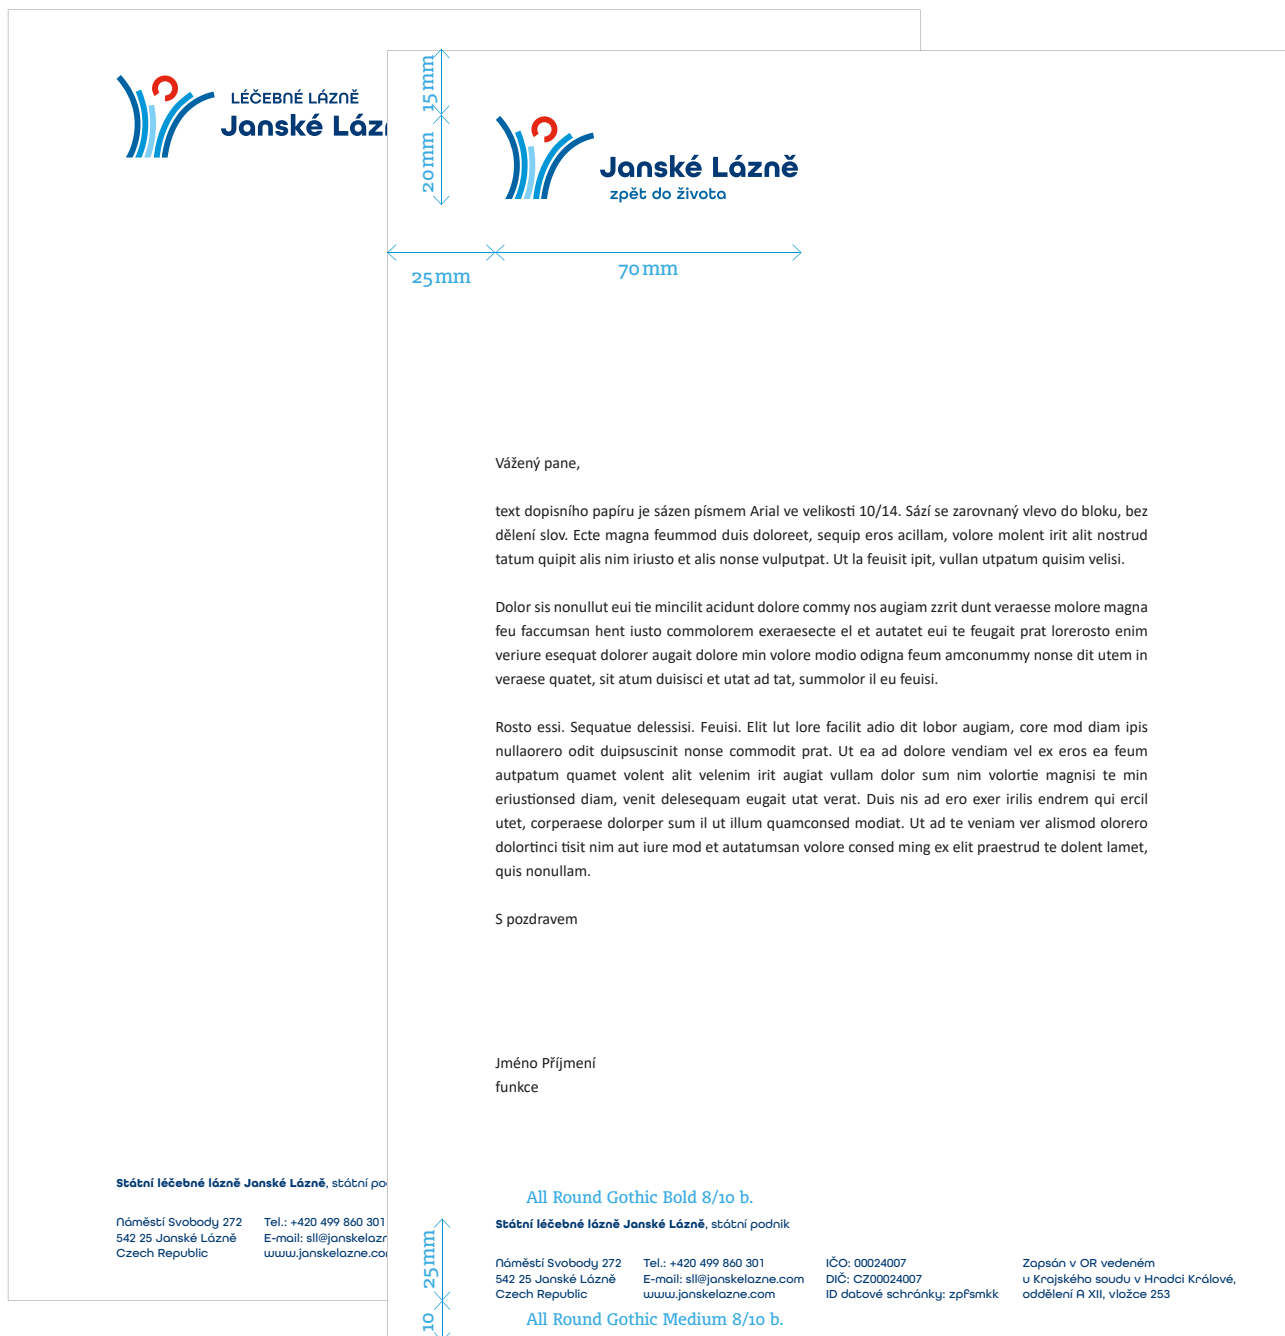 LÉČEBNÉ LÁZNĚ
Janské Láz
15 mm
20 mm
Janské Lázně
zpět do života
25 mm
70 mm
Vážený pane,
text dopisního papíru je sázen písmem Arial ve velikosti 10/14. Sází se zarovnaný vlevo do bloku, bez
dělení slov. Ecte magna feummod duis doloreet, sequip eros acillam, volore molent irit alit nostrud
tatum quipit alis nim iriusto et alis nonse vulputpat. Ut la feuisit ipit, vullan utpatum quisim velisi.
Dolor sis nonullut eui tie mincilit acidunt dolore commy nos augiam zzrit dunt veraesse molore magna
feu faccumsan hent iusto commolorem exeraesecte el et autatet eui te feugait prat lorerosto enim
veriure esequat dolorer augait dolore min volore modio odigna feum amconummy nonse dit utem in
veraese quatet, sit atum duisisci et utat ad tat, summolor il eu feuisi.
Rosto essi. Sequatue delessisi. Feuisi. Elit lut lore facilit adio dit lobor augiam, core mod diam ipis
nullaorero odit duipsuscinit nonse commodit prat. Ut ea ad dolore vendiam vel ex eros ea feum
autpatum quamet volent alit velenim irit augiat vullam dolor sum nim volortie magnisi te min
eriustionsed diam, venit delesequam eugait utat verat. Duis nis ad ero exer irilis endrem qui ercil
utet, corperaese dolorper sum il ut illum quamconsed modiat. Ut ad te veniam ver alismod olorero
dolortinci tisit nim aut iure mod et autatumsan volore consed ming ex elit praestrud te dolent lamet,
quis nonullam.
S pozdravem
Jméno Příjmení
funkce
Státní léčebné lázně Janské Lázně, státní po
Náměstí Svobody 272
542 25 Janské Lázně
Czech Republic
Tel.: +420 499 860 301
E-mail: sll@janskelazn
www.janskelazne.co
All Round Gothic Bold 8/10 b.
Státní léčebné lázně Janské Lázně, státní podnik
25 mm
Náměstí Svobody 272
542 25 Janské Lázně
Czech Republic
Tel.: +420 499 860 301
E-mail: sll@janskelazne.com
www.janskelazne.com
IČO: 00024007
DIČ: CZ00024007
ID datové schránky: zpfsmkk
Zapsán v OR vedeném
u Krajského soudu v Hradci Králové,
oddělení A XII, vložce 253
10
All Round Gothic Medium 8/10 b.